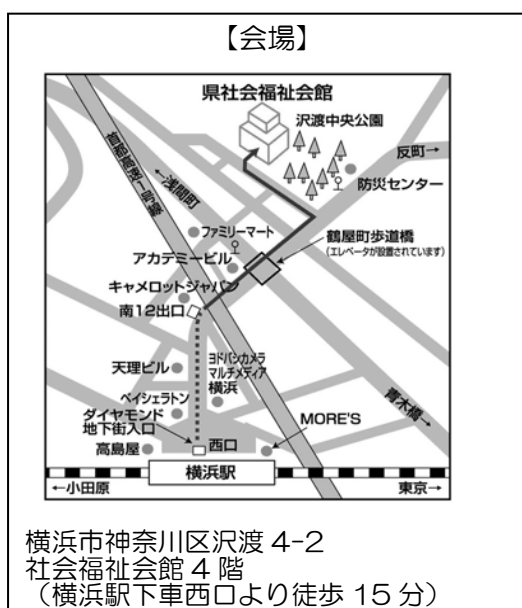 【会場】
県社会福祉会館
沢渡中央公園
反町→
首都高速一号線
←浅間町
防災センター
ファミリーマート
鶴屋町歩道橋
(エレベータが設置されています)
アカデミービル
キャメロットジャパン
南12出口
天理ビル
ヨドバシカメラ
マルチメディア
横浜
ベイシェラトン
ダイヤモンド
地下街入口
青木橋→
MORE'S
高島屋
西口
横浜駅
←小田原
東京→
横浜市神奈川区沢渡 4-2
社会福祉会館 4 階
(横浜駅下車西口より徒歩 15 分)